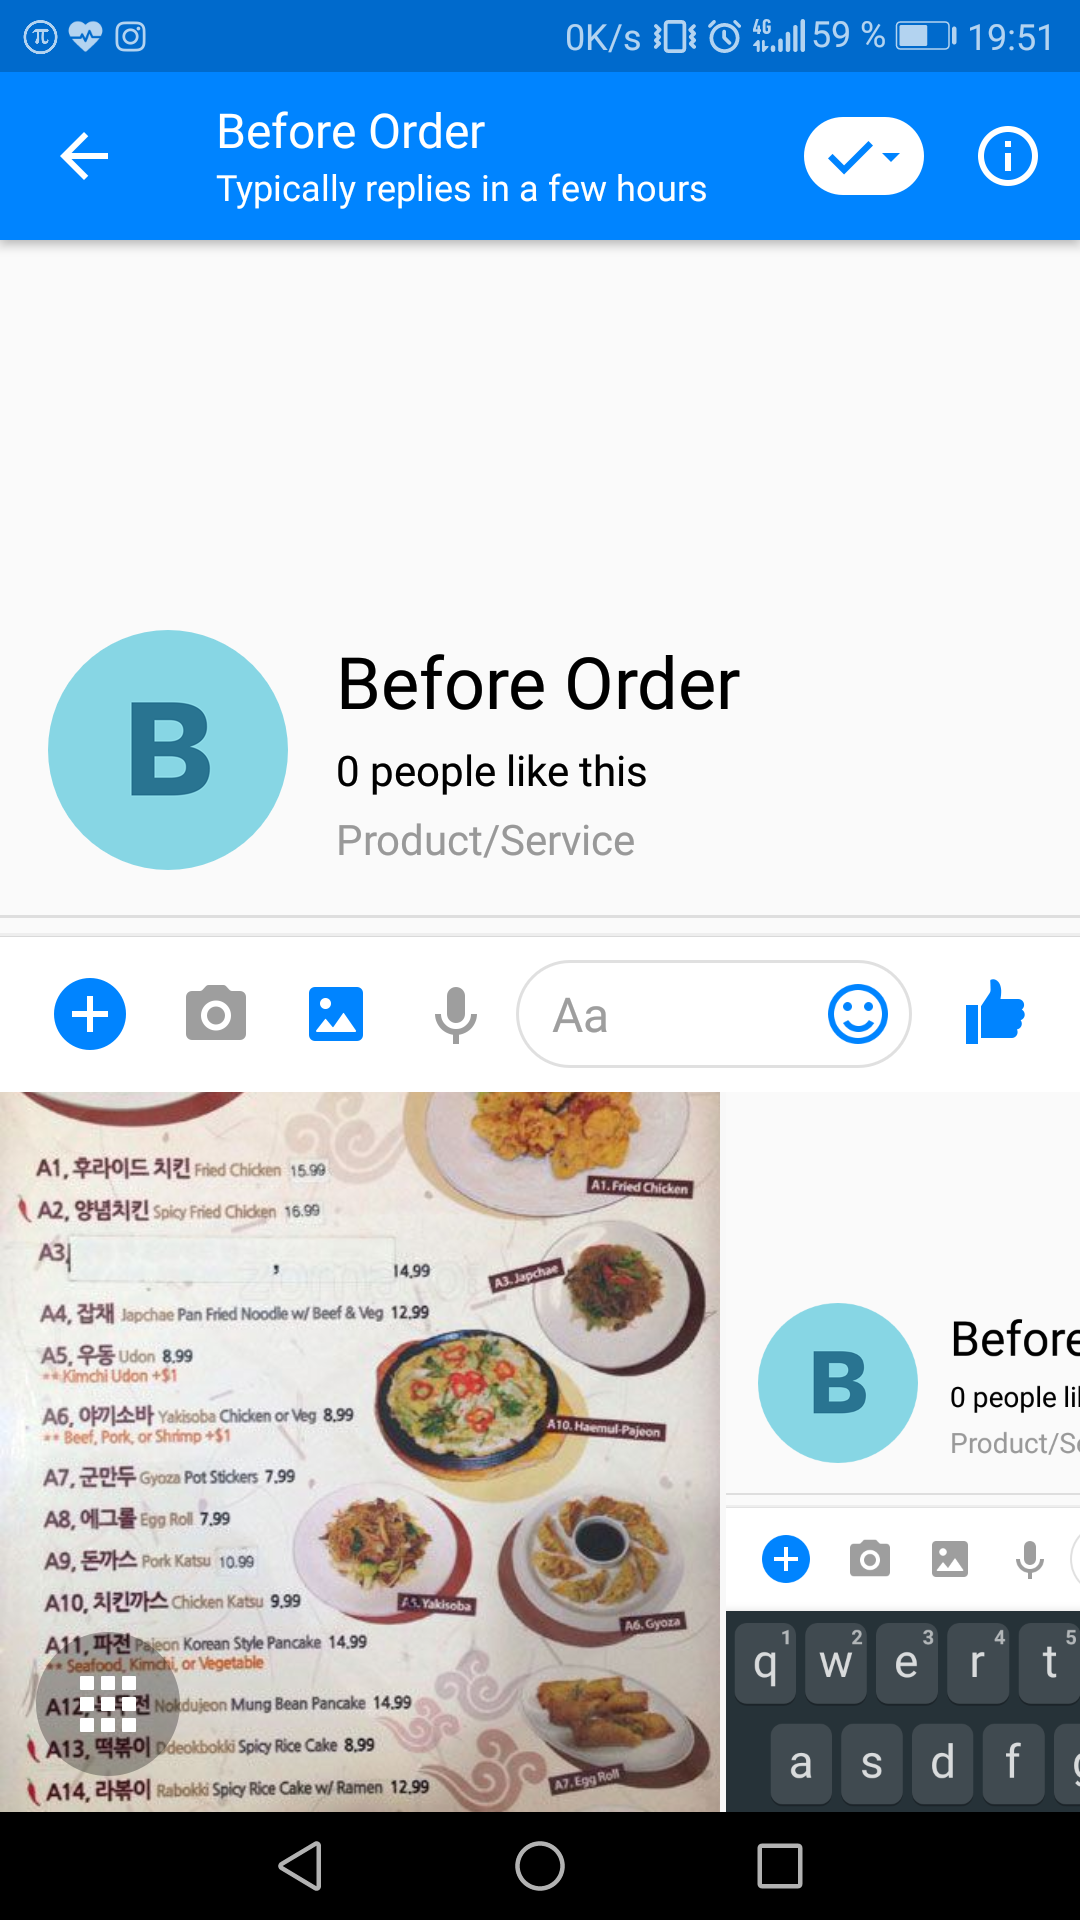 0K/s 4G 59 % 19:51
Before Order
Typically replies in a few hours
B
Before Order
0 people like this
Product/Service
Aa
A1, 후라이드 치킨 Fried Chicken 15.99
A1. Fried Chicken
A2, 양념치킨 Spicy Fried Chicken 16.99
A3, 14,99
A3. Japchae
A4, 잡채 Japchae Pan Fried Noodle w/ Beef & Veg 12,99
A5, 우동 Udon 8,99
** Kimchi Udon +$1
A6, 야끼소바 Yakisoba Chicken or Veg 8,99
** Beef, Pork, or Shrimp +$1
A10. Haemul-Pajeon
A7, 군만두 Gyoza Pot Stickers 7,99
A8, 에그롤 Egg Roll 7,99
A9, 돈까스 Pork Katsu 10.99
A10, 치킨까스 Chicken Katsu 9,99
A5. Yakisoba
A6. Gyoza
A11, 파전 Pajeon Korean Style Pancake 14,99
** Seafood, Kimchi, or Vegetable
A12, Nokdujeon Mung Bean Pancake 14,99
A13, 떡볶이 Ddeokbokki Spicy Rice Cake 8,99
A7. Egg Roll
A14, 라볶이 Rabokki Spicy Rice Cake w/ Ramen 12,99
B
Before
0 people li
Product/Se
q 1 w 2 e 3 r 4 t 5
a s d f g